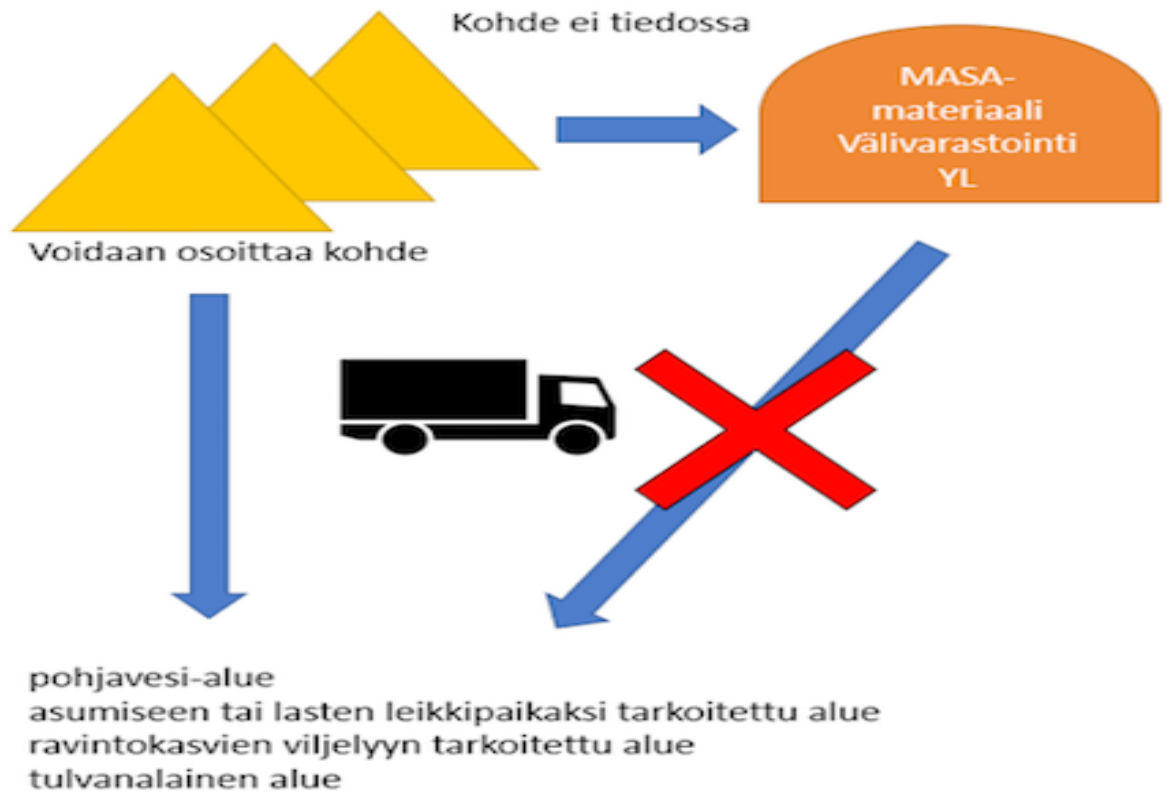 Kohde ei tiedossa
MASA-
materiaali
Välivarastointi
YL
Voidaan osoittaa kohde
pohjavesi-alue
asumiseen tai lasten leikkipaikaksi tarkoitettu alue
ravintokasvien viljelyyn tarkoitettu alue
tulvanalainen alue